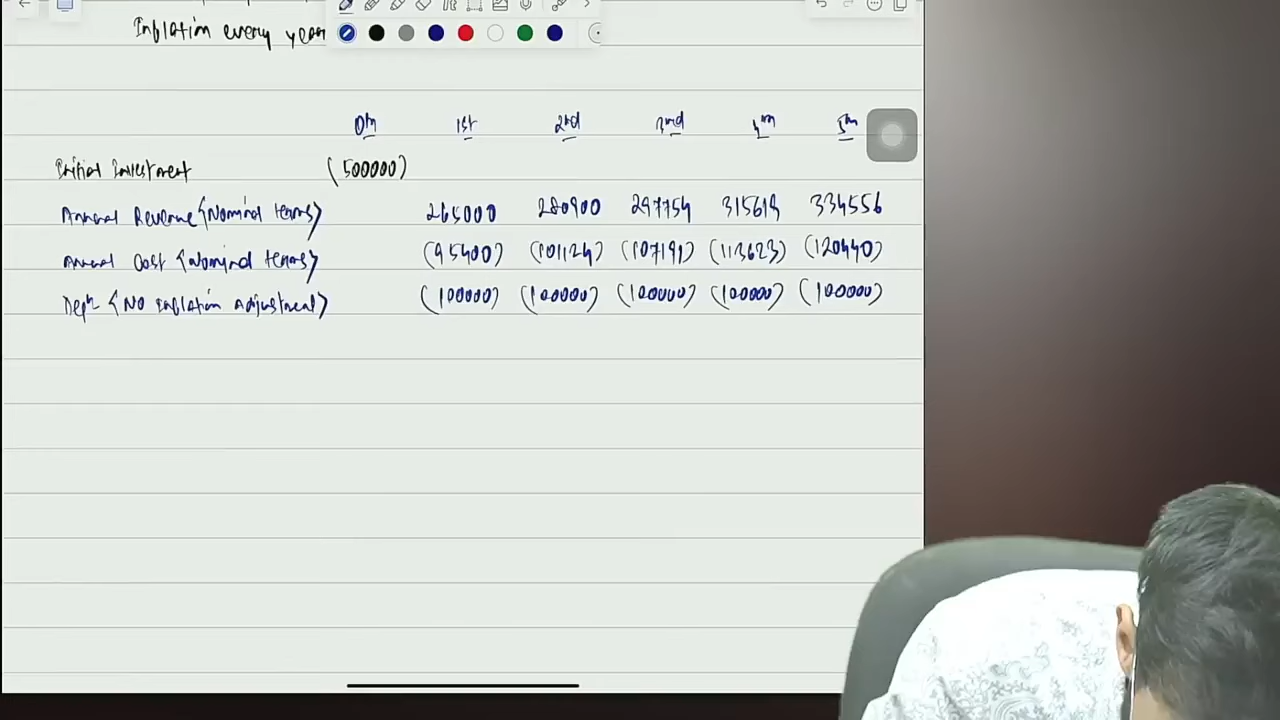 Inflation every year
0th 1st 2nd 3rd 4th 5th
Initial Investment (500000)
Annual Revenue {Nominal terms} 265000 280900 297754 315619 334556
Annual Cost {Nominal terms} (95400) (101124) (107191) (113623) (120440)
Depn {No Inflation adjustment} (100000) (100000) (100000) (100000) (100000)